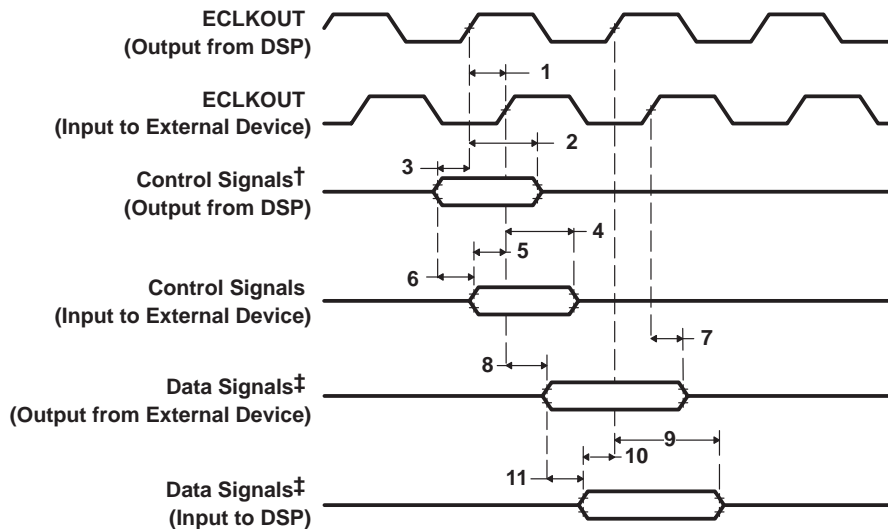 ECLKOUT
(Output from DSP)
1
ECLKOUT
(Input to External Device)
2
3
Control Signals†
(Output from DSP)
4
5
6
Control Signals
(Input to External Device)
7
8
Data Signals‡
(Output from External Device)
9
10
11
Data Signals‡
(Input to DSP)